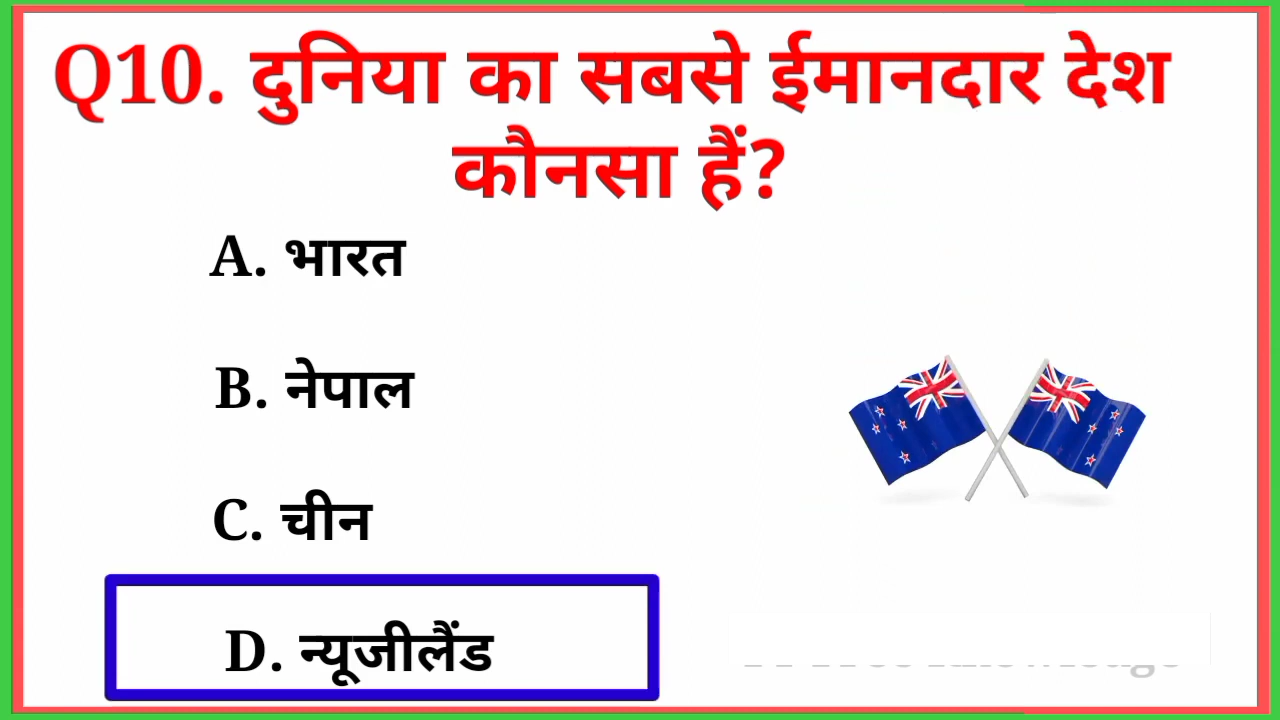 Q10. दुनिया का सबसे ईमानदार देश
कौनसा हैं?
A. भारत
B. नेपाल
C. चीन
D. न्यूजीलैंड